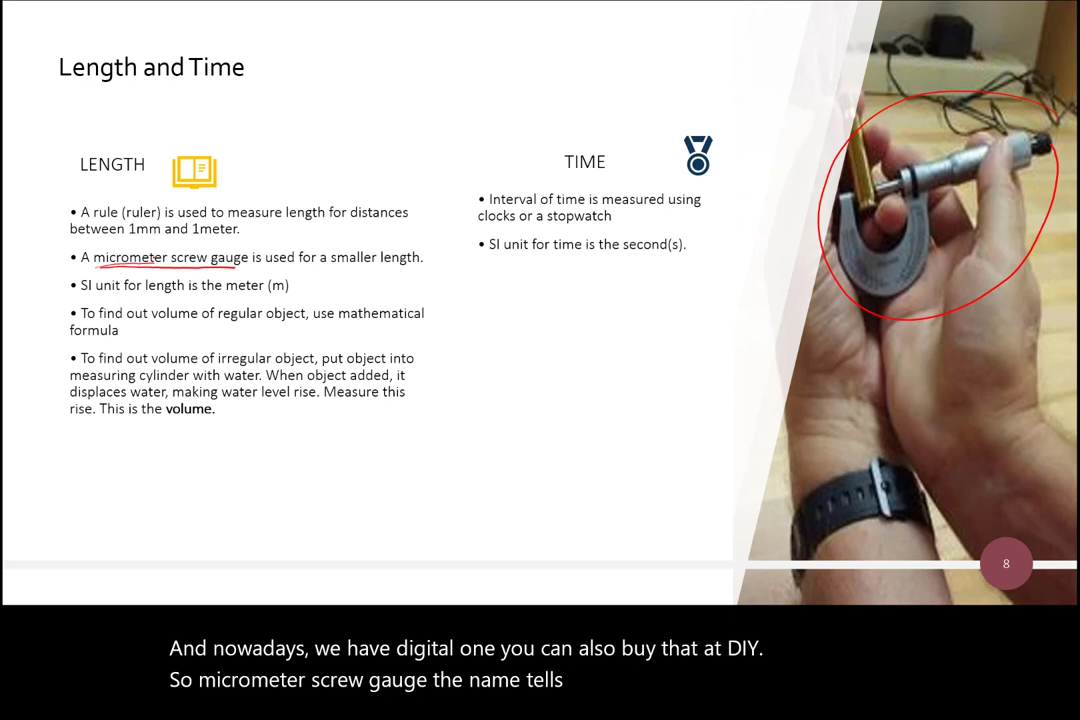 Length and Time
LENGTH
• A rule (ruler) is used to measure length for distances
between 1mm and 1meter.
• A micrometer screw gauge is used for a smaller length.
• SI unit for length is the meter (m)
• To find out volume of regular object, use mathematical
formula
• To find out volume of irregular object, put object into
measuring cylinder with water. When object added, it
displaces water, making water level rise. Measure this
rise. This is the volume.
TIME
• Interval of time is measured using
clocks or a stopwatch
• SI unit for time is the second(s).
8
And nowadays, we have digital one you can also buy that at DIY.
So micrometer screw gauge the name tells